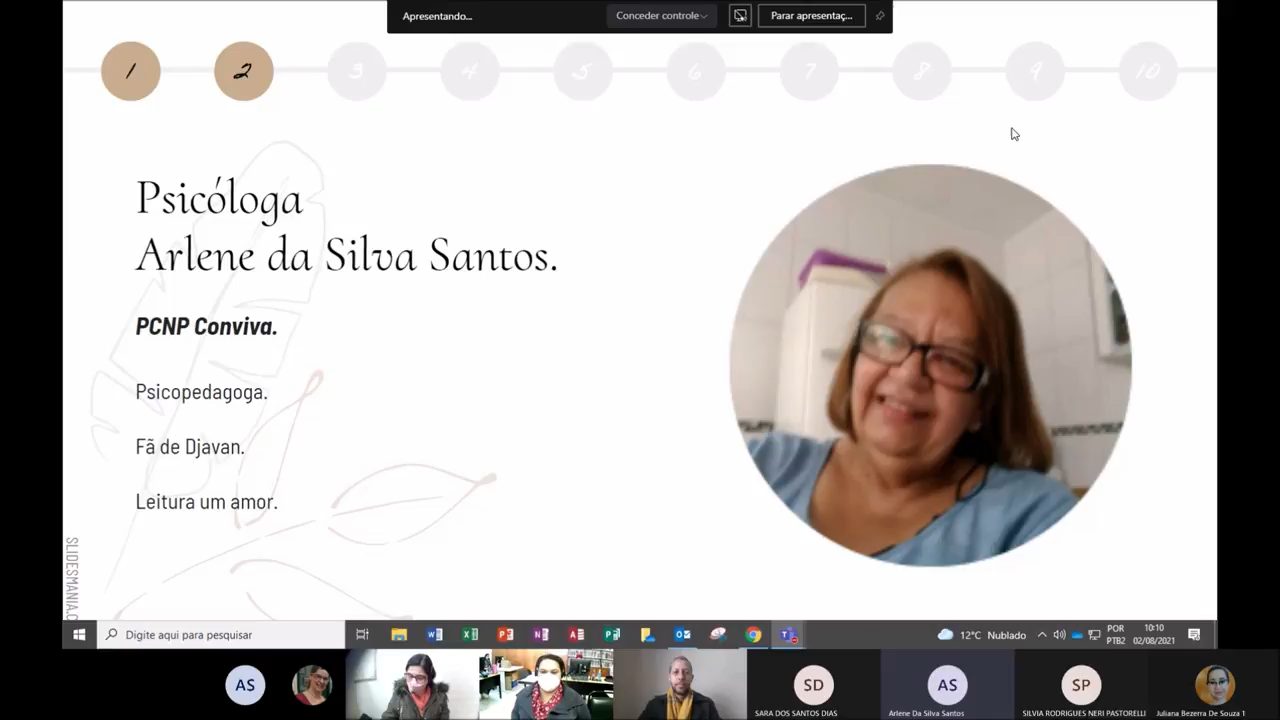 Apresentando...
Conceder controle
Parar apresentaç...
1 2 3 4 5 6 7 8 9 10
Psicóloga
Arlene da Silva Santos.
PCNP Conviva.
Psicopedagoga.
Fã de Djavan.
Leitura um amor.
SLIDESMANIA.C
Digite aqui para pesquisar
12°C Nublado
POR
PTB2
10:10
02/08/2021
AS
SD
AS
SP
SARA DOS SANTOS DIAS
Arlene Da Silva Santos
SILVIA RODRIGUES NERI PASTORELLI
Juliana Bezerra De Souza 1